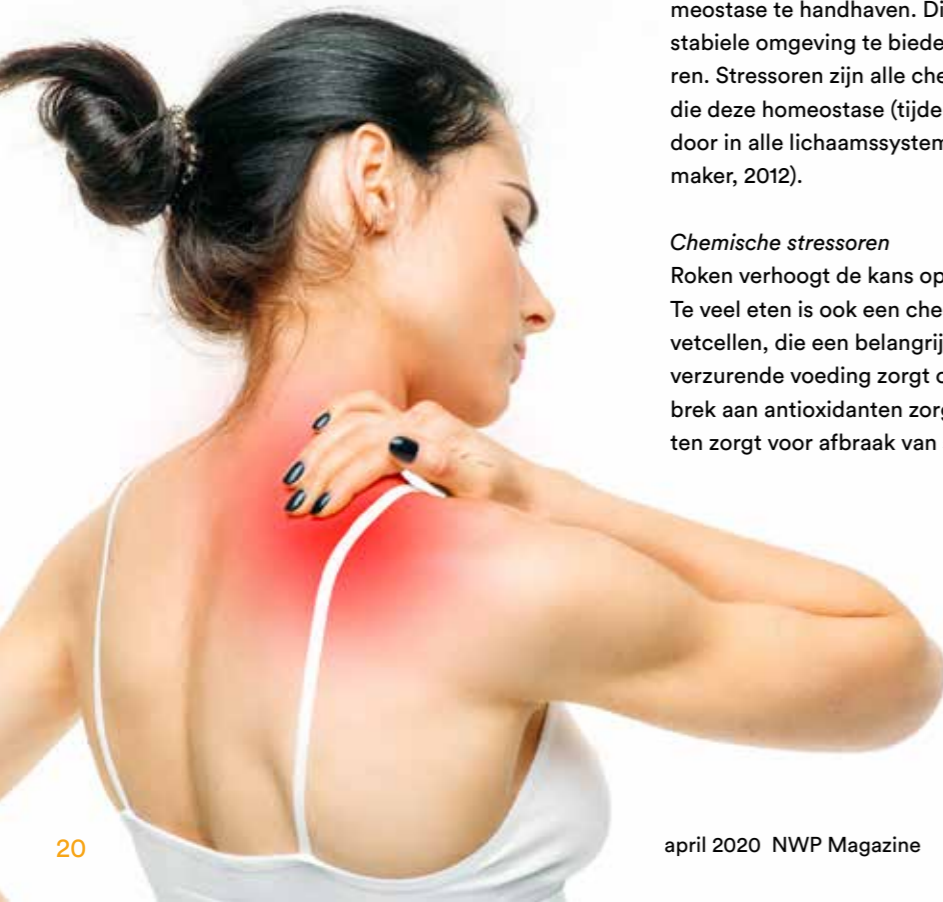 meostase te handhaven. Di
stabiele omgeving te biede
ren. Stressoren zijn alle che
die deze homeostase (tijde
door in alle lichaamssystem
maker, 2012).
Chemische stressoren
Roken verhoogt de kans op
Te veel eten is ook een che
vetcellen, die een belangrij
verzurende voeding zorgt o
brek aan antioxidanten zorg
ten zorgt voor afbraak van
20
april 2020 NWP Magazine